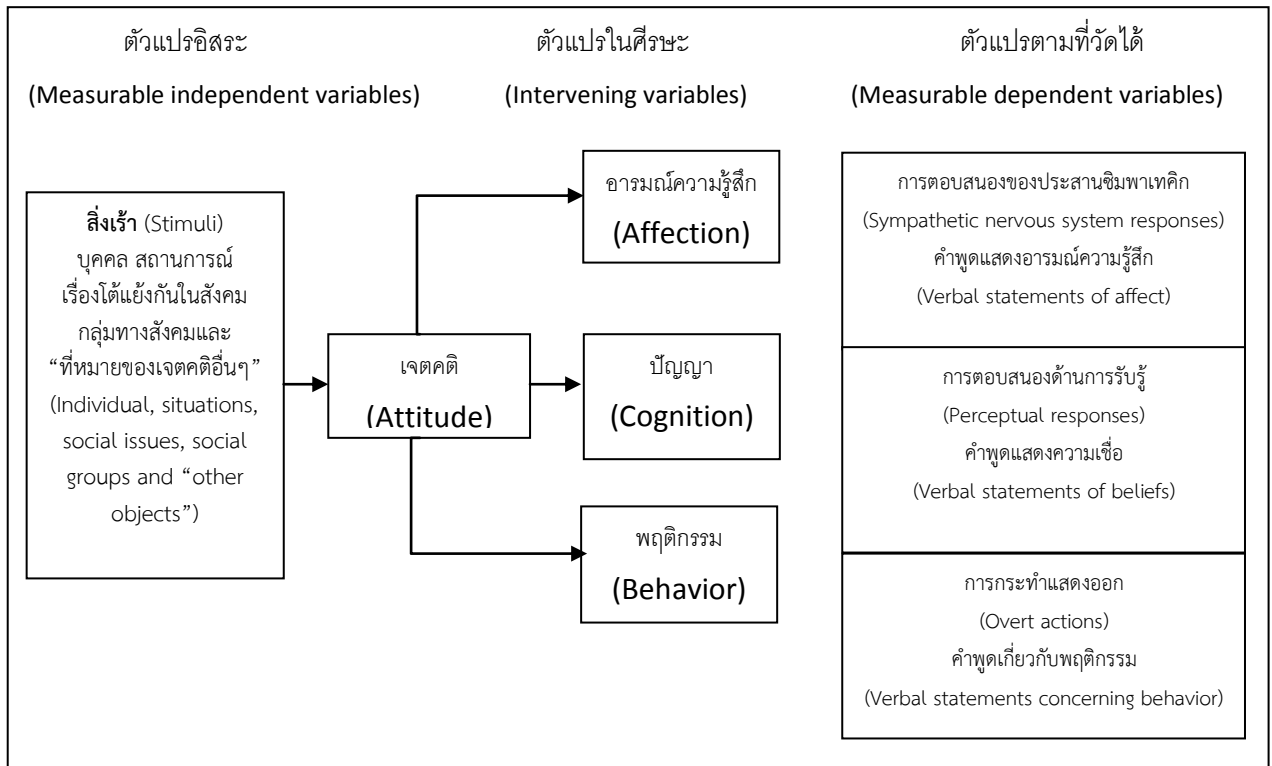 ตัวแปรอิสระ
(Measurable independent variables)
ตัวแปรในศีรษะ
(Intervening variables)
ตัวแปรตามที่วัดได้
(Measurable dependent variables)
สิ่งเร้า (Stimuli)
บุคคล สถานการณ์
เรื่องโต้แย้งกันในสังคม
กลุ่มทางสังคมและ
“ที่หมายของเจตคติอื่นๆ”
(Individual, situations,
social issues, social
groups and “other
objects”)
เจตคติ
(Attitude)
อารมณ์ความรู้สึก
(Affection)
ปัญญา
(Cognition)
พฤติกรรม
(Behavior)
การตอบสนองของประสานซิมพาเทคิก
(Sympathetic nervous system responses)
คำพูดแสดงอารมณ์ความรู้สึก
(Verbal statements of affect)
การตอบสนองด้านการรับรู้
(Perceptual responses)
คำพูดแสดงความเชื่อ
(Verbal statements of beliefs)
การกระทำแสดงออก
(Overt actions)
คำพูดเกี่ยวกับพฤติกรรม
(Verbal statements concerning behavior)